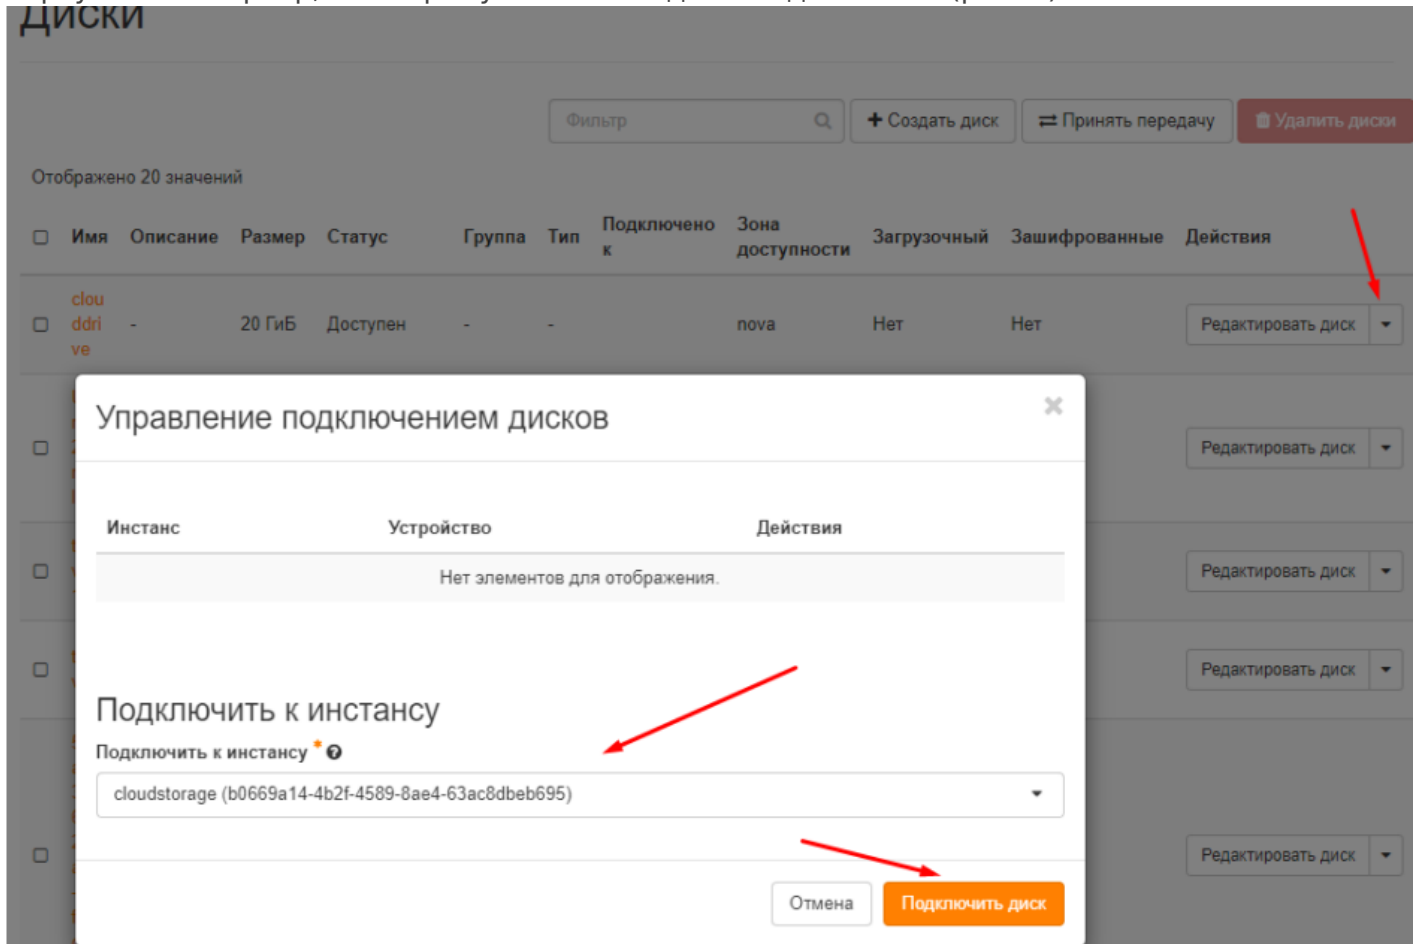 Диски
Фильтр
Создать диск
Принять передачу
Удалить диски
Отображено 20 значений
Имя Описание Размер Статус Группа Тип Подключено к Зона доступности Загрузочный Зашифрованные Действия
clou
ddri
ve
- 20 ГиБ Доступен - - nova Нет Нет Редактировать диск
Управление подключением дисков
Редактировать диск
Инстанс Устройство Действия
Нет элементов для отображения.
Редактировать диск
Редактировать диск
Подключить к инстансу
Подключить к инстансу *
cloudstorage (b0669a14-4b2f-4589-8ae4-63ac8dbeb695)
Редактировать диск
Отмена
Подключить диск